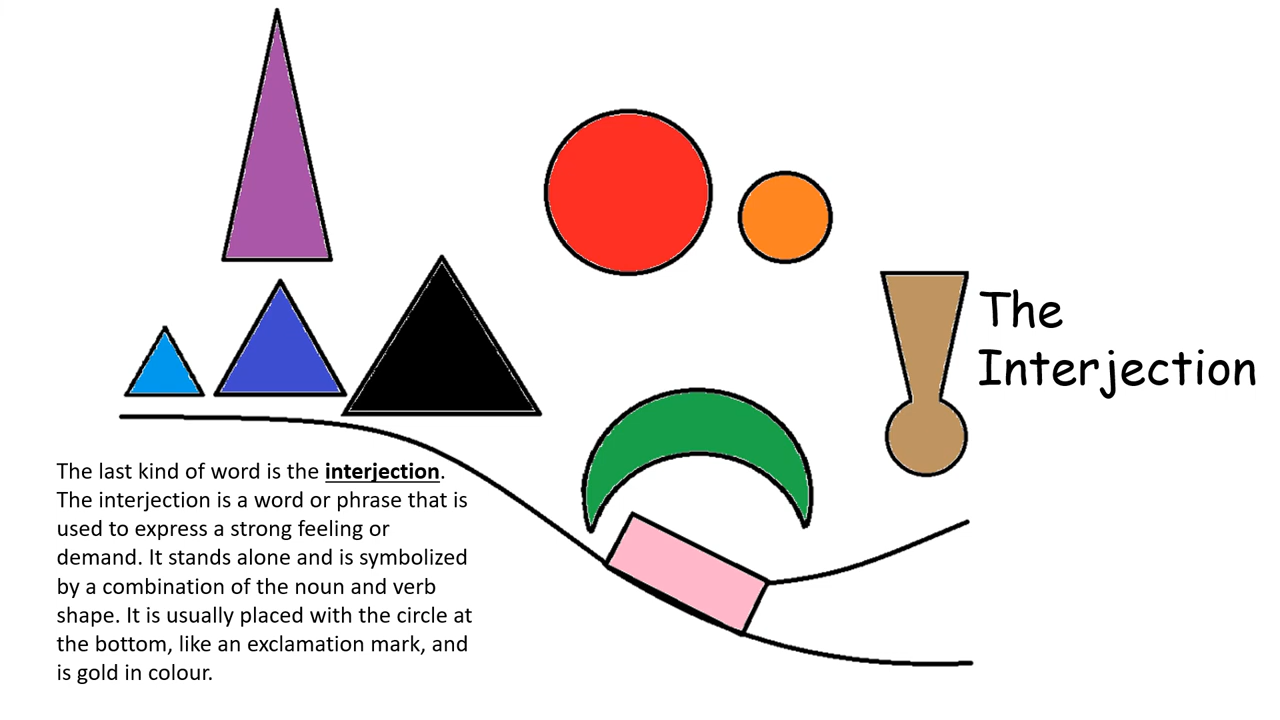 The
Interjection
The last kind of word is the interjection.
The interjection is a word or phrase that is
used to express a strong feeling or
demand. It stands alone and is symbolized
by a combination of the noun and verb
shape. It is usually placed with the circle at
the bottom, like an exclamation mark, and
is gold in colour.